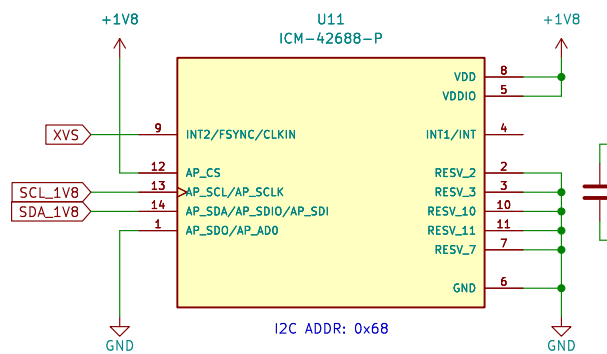 U11
+1V8
+1V8
ICM-42688-P
VDD 8
VDDIO 5
XVS 9 INT2/FSYNC/CLKIN
INT1/INT 4
12 AP_CS
RESV_2 2
SCL_1V8 13 AP_SCL/AP_SCLK
RESV_3 3
SDA_1V8 14 AP_SDA/AP_SDIO/AP_SDI
RESV_10 10
1 AP_SDO/AP_AD0
RESV_11 11
RESV_7 7
GND 6
I2C ADDR: 0x68
GND
GND